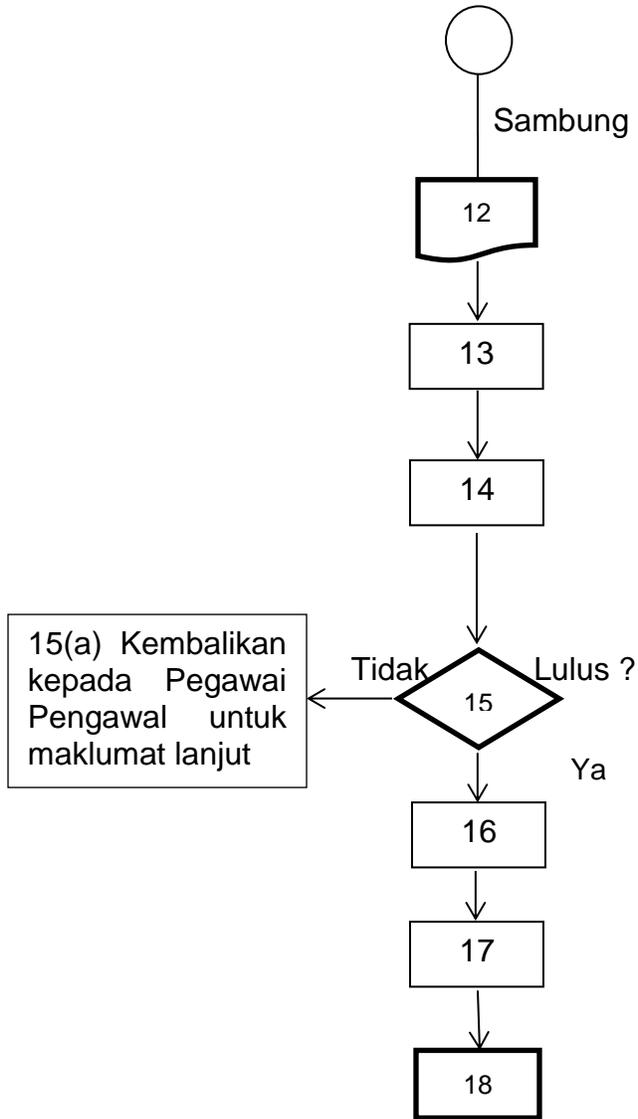 Sambung
12
13
14
15(a) Kembalikan
kepada Pegawai
Pengawal untuk
maklumat lanjut
Tidak
15
Lulus ?
Ya
16
17
18